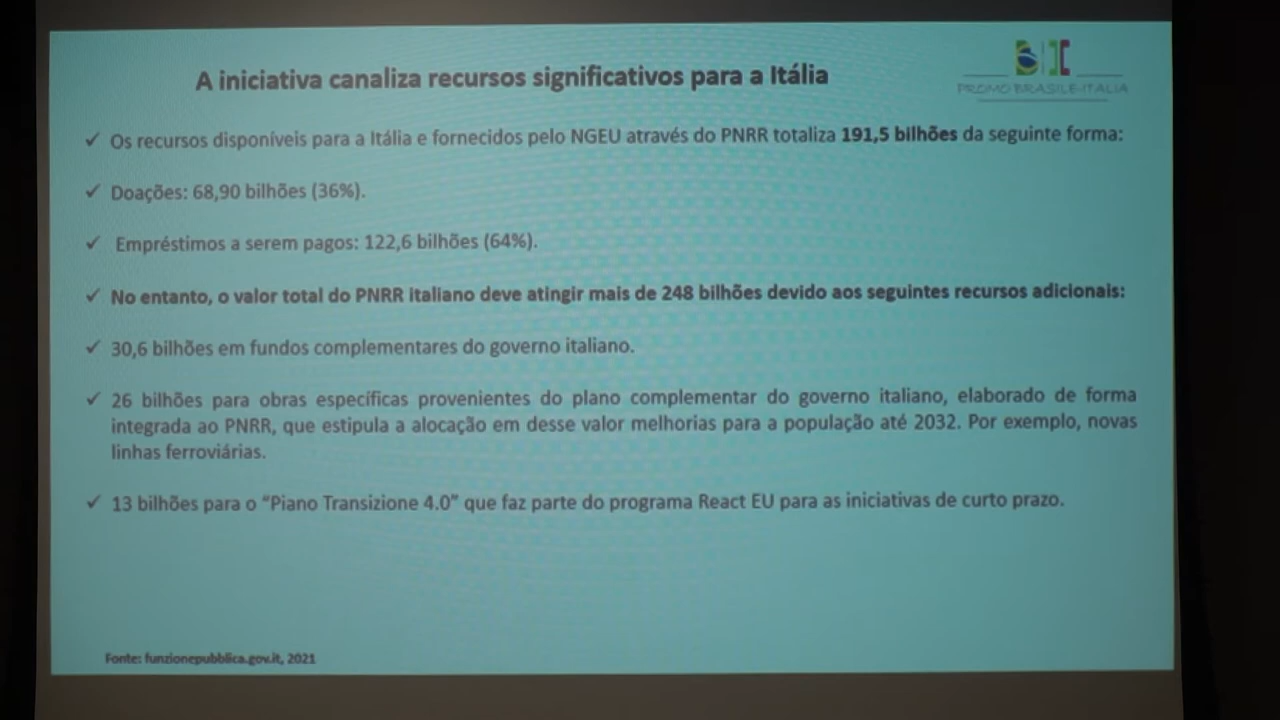 A iniciativa canaliza recursos significativos para a Itália
PROMO BRASILE-ITALIA
✓ Os recursos disponíveis para a Itália e fornecidos pelo NGEU através do PNRR totaliza 191,5 bilhões da seguinte forma:
✓ Doações: 68,90 bilhões (36%).
✓ Empréstimos a serem pagos: 122,6 bilhões (64%).
✓ No entanto, o valor total do PNRR italiano deve atingir mais de 248 bilhões devido aos seguintes recursos adicionais:
✓ 30,6 bilhões em fundos complementares do governo italiano.
✓ 26 bilhões para obras específicas provenientes do plano complementar do governo italiano, elaborado de forma
integrada ao PNRR, que estipula a alocação em desse valor melhorias para a população até 2032. Por exemplo, novas
linhas ferroviárias.
✓ 13 bilhões para o “Piano Transizione 4.0” que faz parte do programa React EU para as iniciativas de curto prazo.
Fonte: funzionepubblica.gov.it, 2021